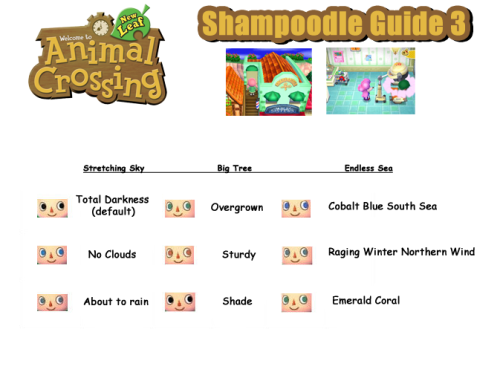 Welcome to
Animal
Crossing
New
Leaf
Shampoodle Guide 3
Stretching Sky Big Tree Endless Sea
Total Darkness
(default)
Overgrown
Cobalt Blue South Sea
No Clouds
Sturdy
Raging Winter Northern Wind
About to rain
Shade
Emerald Coral